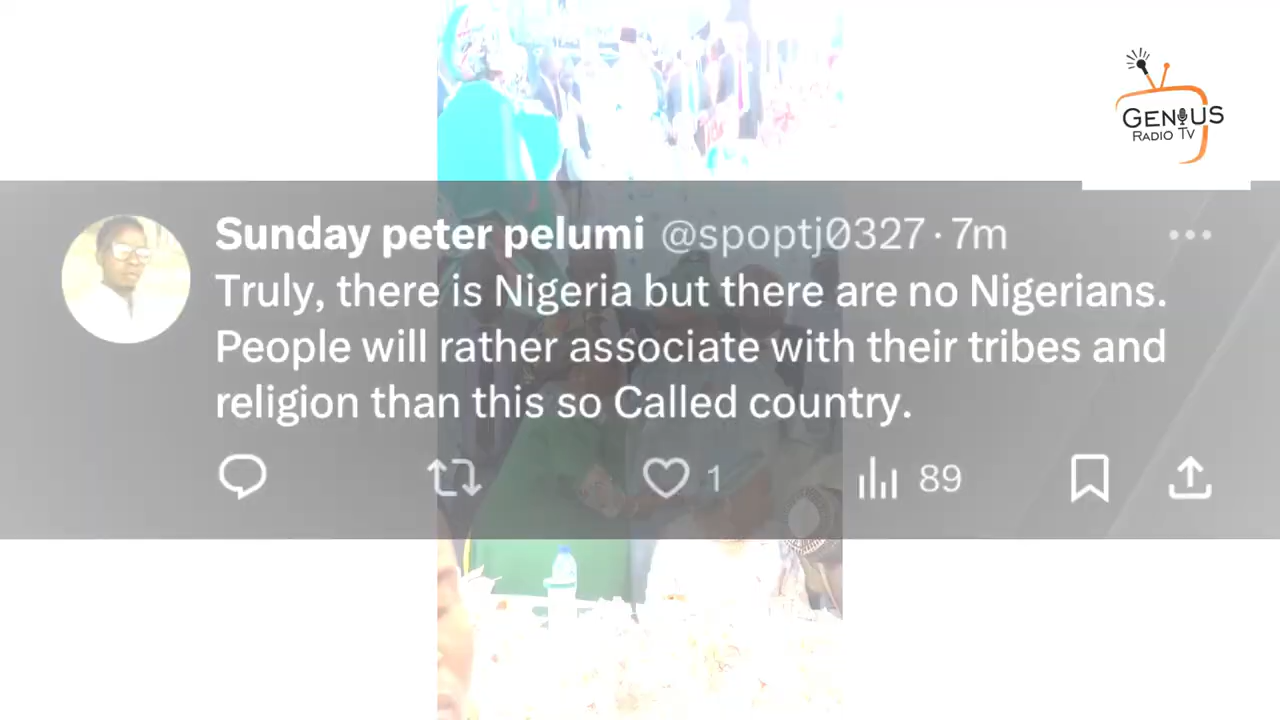 GENIUS
RADIO TV
Sunday peter pelumi @spoptj0327 · 7m
Truly, there is Nigeria but there are no Nigerians.
People will rather associate with their tribes and
religion than this so Called country.
1
89